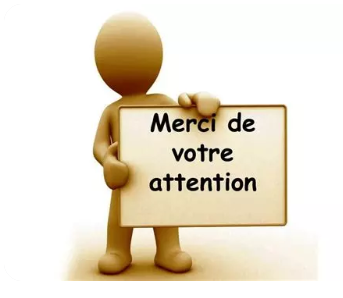 Merci de
votre
attention